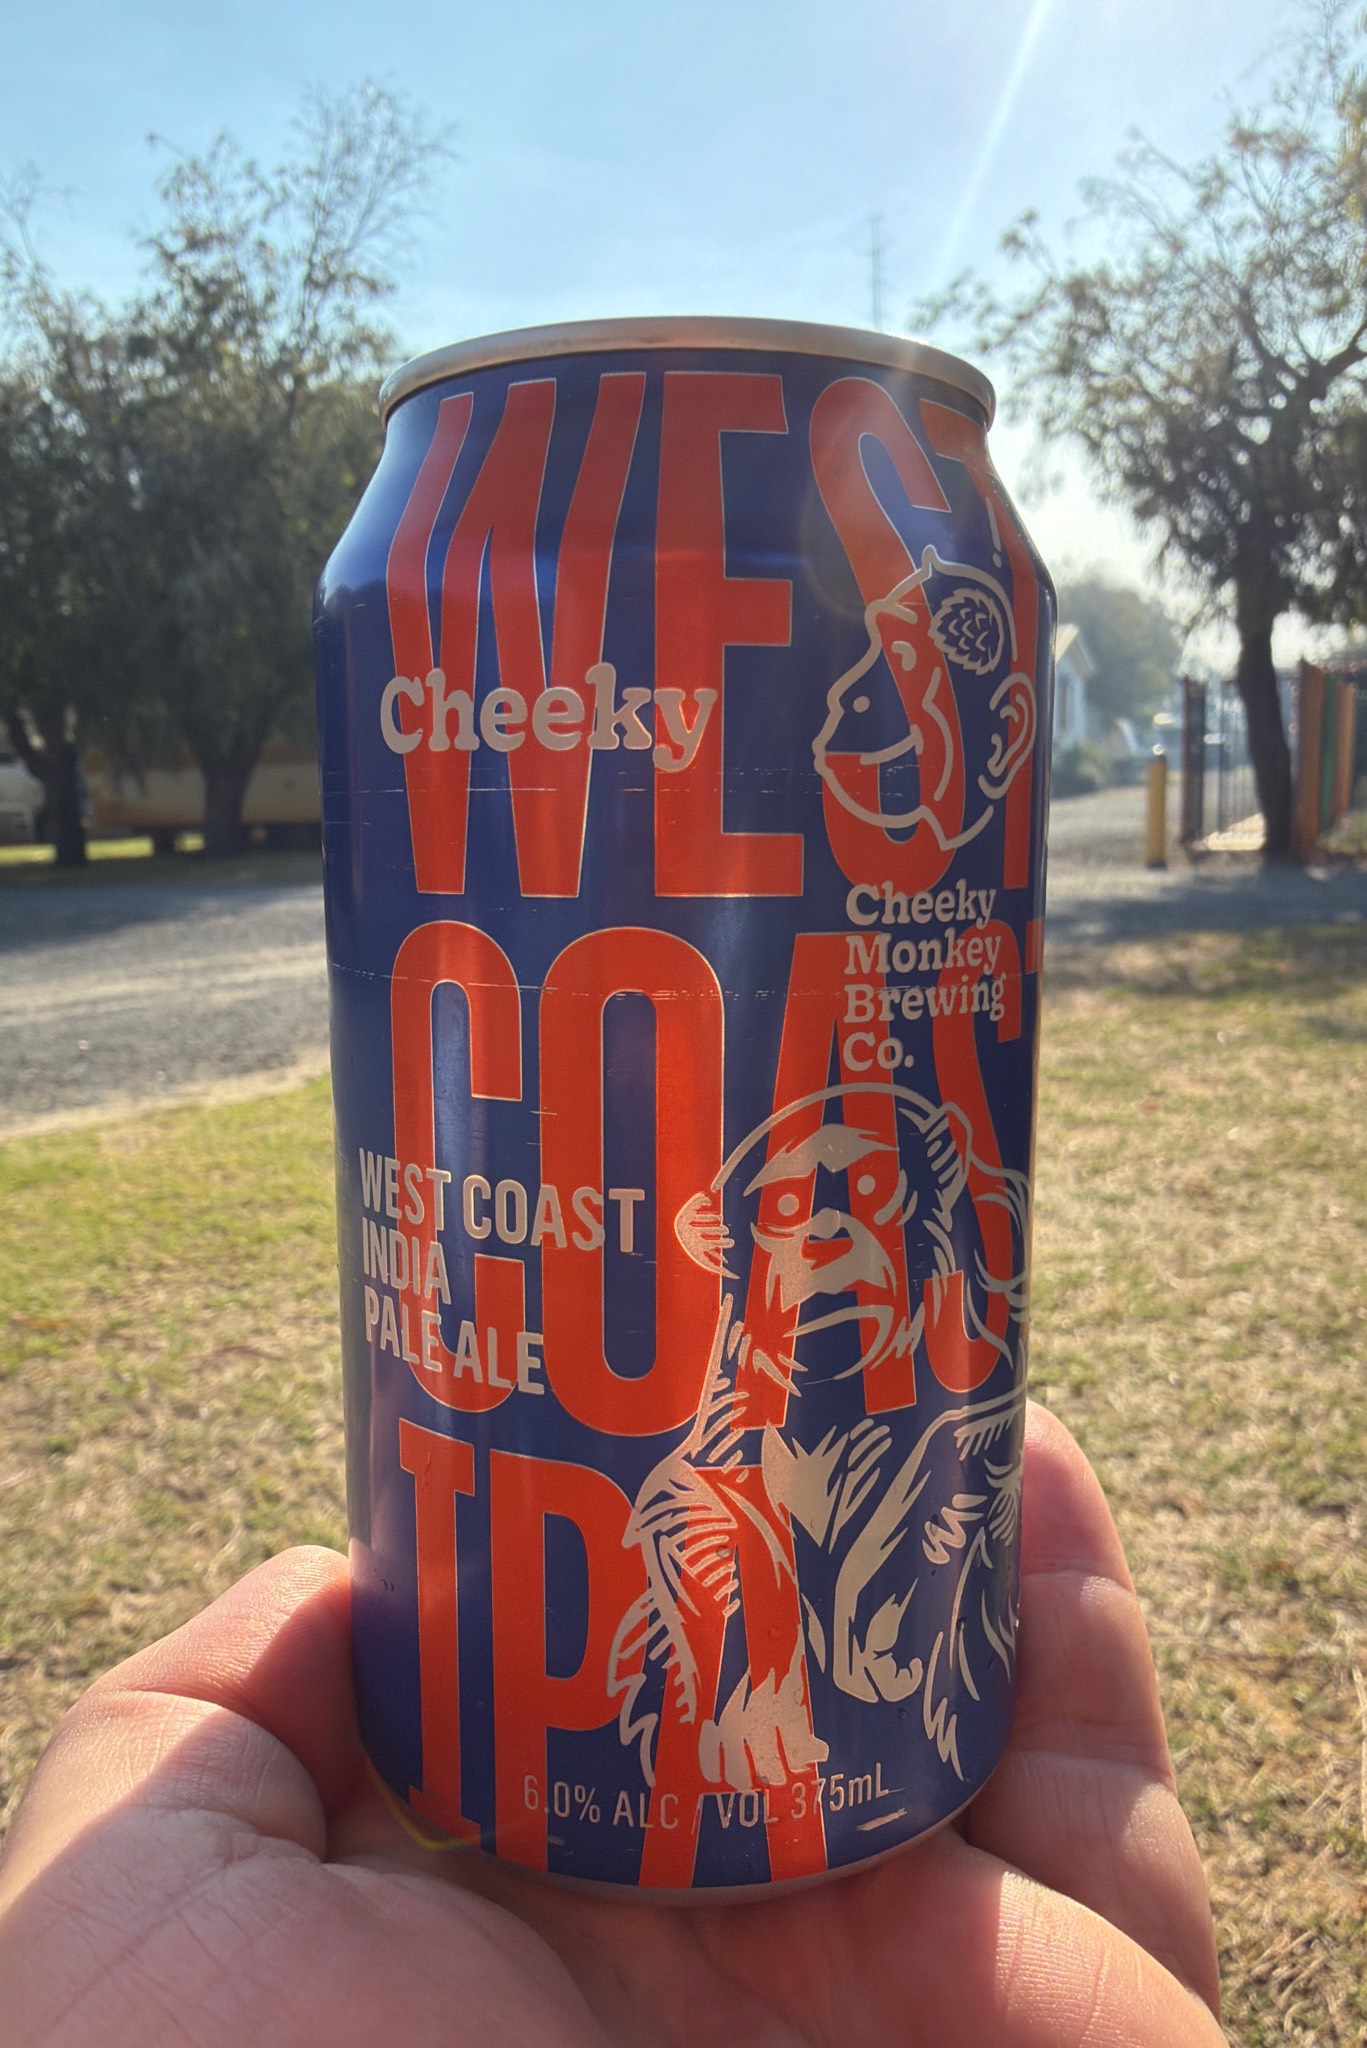 WEST
Cheeky
Cheeky
Monkey
Brewing
Co.
COAST
WEST COAST
INDIA
PALE ALE
IPA
6.0% ALC / VOL 375mL